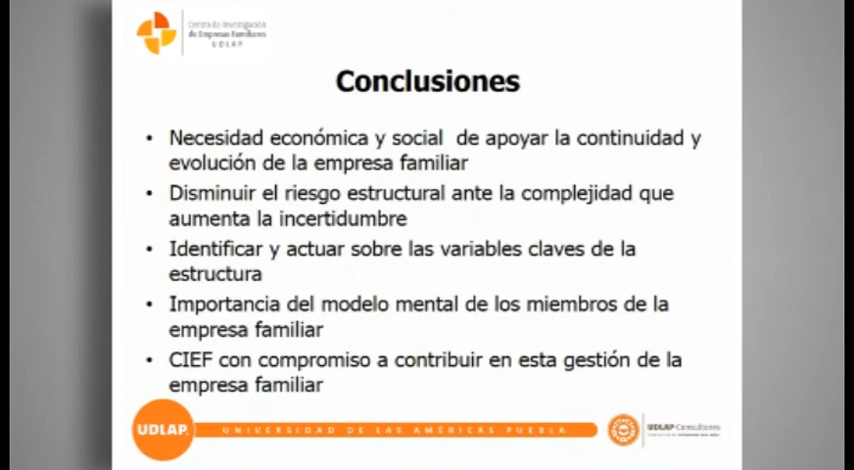 Centro de Investigación
de Empresas Familiares
UDLAP
Conclusiones
• Necesidad económica y social de apoyar la continuidad y
evolución de la empresa familiar
• Disminuir el riesgo estructural ante la complejidad que
aumenta la incertidumbre
• Identificar y actuar sobre las variables claves de la
estructura
• Importancia del modelo mental de los miembros de la
empresa familiar
• CIEF con compromiso a contribuir en esta gestión de la
empresa familiar
UDLAP.
UNIVERSIDAD DE LAS AMÉRICAS PUEBLA
UDLAP Consultores